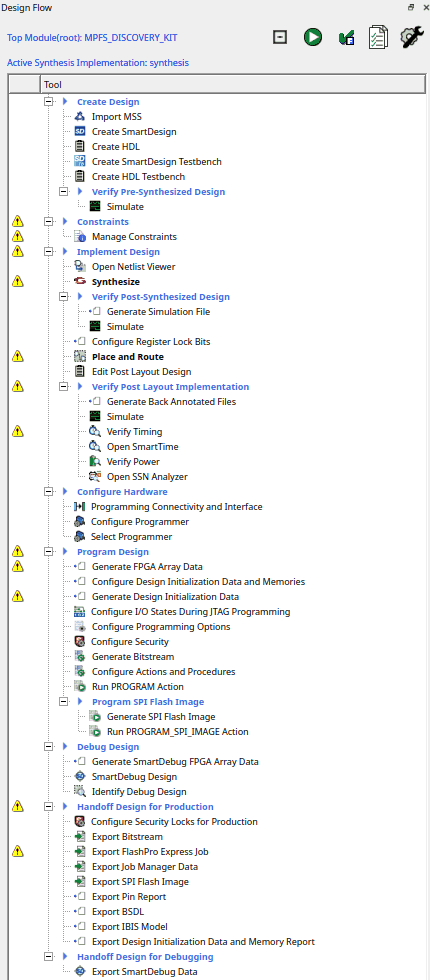 Design Flow
Top Module(root): MPFS_DISCOVERY_KIT
Active Synthesis Implementation: synthesis
Tool
Create Design
Import MSS
Create SmartDesign
Create HDL
Create SmartDesign Testbench
Create HDL Testbench
Verify Pre-Synthesized Design
Simulate
Constraints
Manage Constraints
Implement Design
Open Netlist Viewer
Synthesize
Verify Post-Synthesized Design
Generate Simulation File
Simulate
Configure Register Lock Bits
Place and Route
Edit Post Layout Design
Verify Post Layout Implementation
Generate Back Annotated Files
Simulate
Verify Timing
Open SmartTime
Verify Power
Open SSN Analyzer
Configure Hardware
Programming Connectivity and Interface
Configure Programmer
Select Programmer
Program Design
Generate FPGA Array Data
Configure Design Initialization Data and Memories
Generate Design Initialization Data
Configure I/O States During JTAG Programming
Configure Programming Options
Configure Security
Generate Bitstream
Configure Actions and Procedures
Run PROGRAM Action
Program SPI Flash Image
Generate SPI Flash Image
Run PROGRAM_SPI_IMAGE Action
Debug Design
Generate SmartDebug FPGA Array Data
SmartDebug Design
Identify Debug Design
Handoff Design for Production
Configure Security Locks for Production
Export Bitstream
Export FlashPro Express Job
Export Job Manager Data
Export SPI Flash Image
Export Pin Report
Export BSDL
Export IBIS Model
Export Design Initialization Data and Memory Report
Handoff Design for Debugging
Export SmartDebug Data